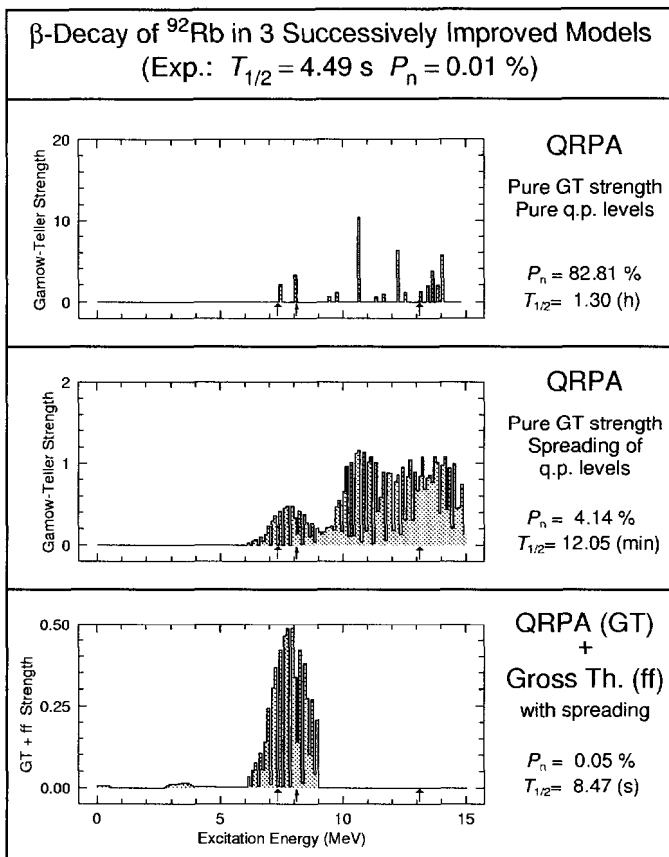 β-Decay of ⁹²Rb in 3 Successively Improved Models
(Exp.: T₁/₂ = 4.49 s Pₙ = 0.01 %)
20
10
0
Gamow-Teller Strength
QRPA
Pure GT strength
Pure q.p. levels
Pₙ = 82.81 %
T₁/₂= 1.30 (h)
2
1
0
Gamow-Teller Strength
QRPA
Pure GT strength
Spreading of
q.p. levels
Pₙ = 4.14 %
T₁/₂= 12.05 (min)
0.50
0.25
0.00
GT + ff Strength
0 5 10 15
Excitation Energy (MeV)
QRPA (GT)
+
Gross Th. (ff)
with spreading
Pₙ = 0.05 %
T₁/₂= 8.47 (s)